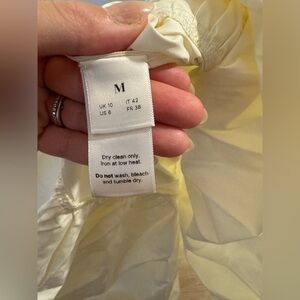 M
UK 10 IT 42
US 6 FR 38
Dry clean only.
Iron at low heat.
Do not wash, bleach
and tumble dry.